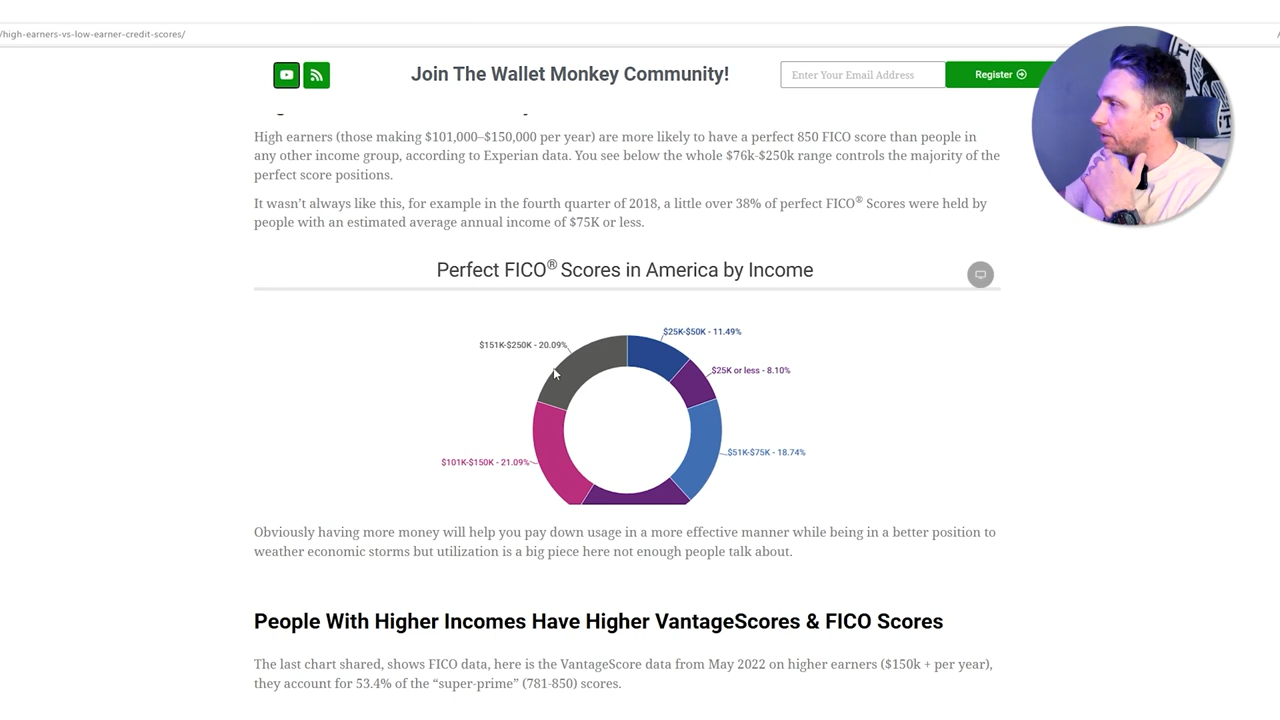 /high-earners-vs-low-earner-credit-scores/
Join The Wallet Monkey Community!
Enter Your Email Address
Register
High earners (those making $101,000–$150,000 per year) are more likely to have a perfect 850 FICO score than people in
any other income group, according to Experian data. You see below the whole $76k-$250k range controls the majority of the
perfect score positions.
It wasn’t always like this, for example in the fourth quarter of 2018, a little over 38% of perfect FICO® Scores were held by
people with an estimated average annual income of $75K or less.
Perfect FICO® Scores in America by Income
$25K-$50K - 11.49%
$151K-$250K - 20.09%
$25K or less - 8.10%
$51K-$75K - 18.74%
$101K-$150K - 21.09%
Obviously having more money will help you pay down usage in a more effective manner while being in a better position to
weather economic storms but utilization is a big piece here not enough people talk about.
People With Higher Incomes Have Higher VantageScores & FICO Scores
The last chart shared, shows FICO data, here is the VantageScore data from May 2022 on higher earners ($150k + per year),
they account for 53.4% of the “super-prime” (781-850) scores.